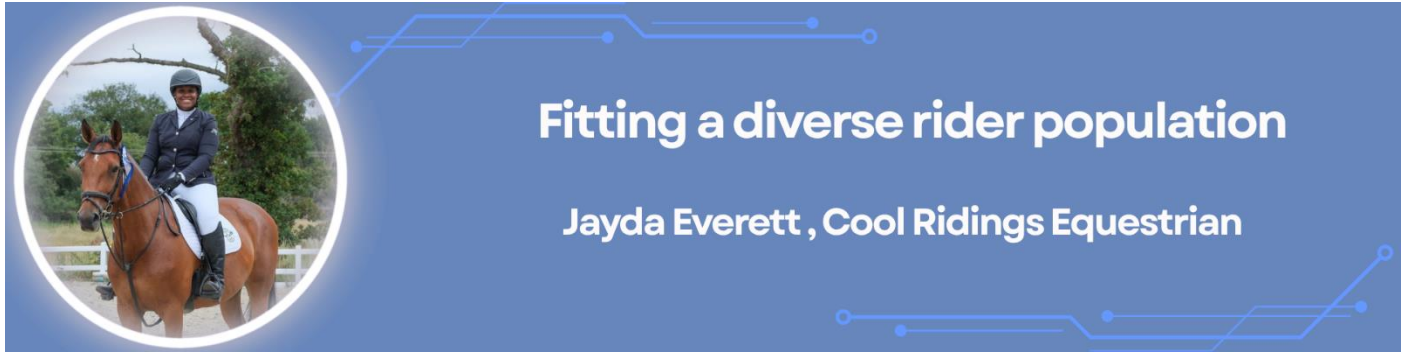 Fitting a diverse rider population
Jayda Everett , Cool Ridings Equestrian